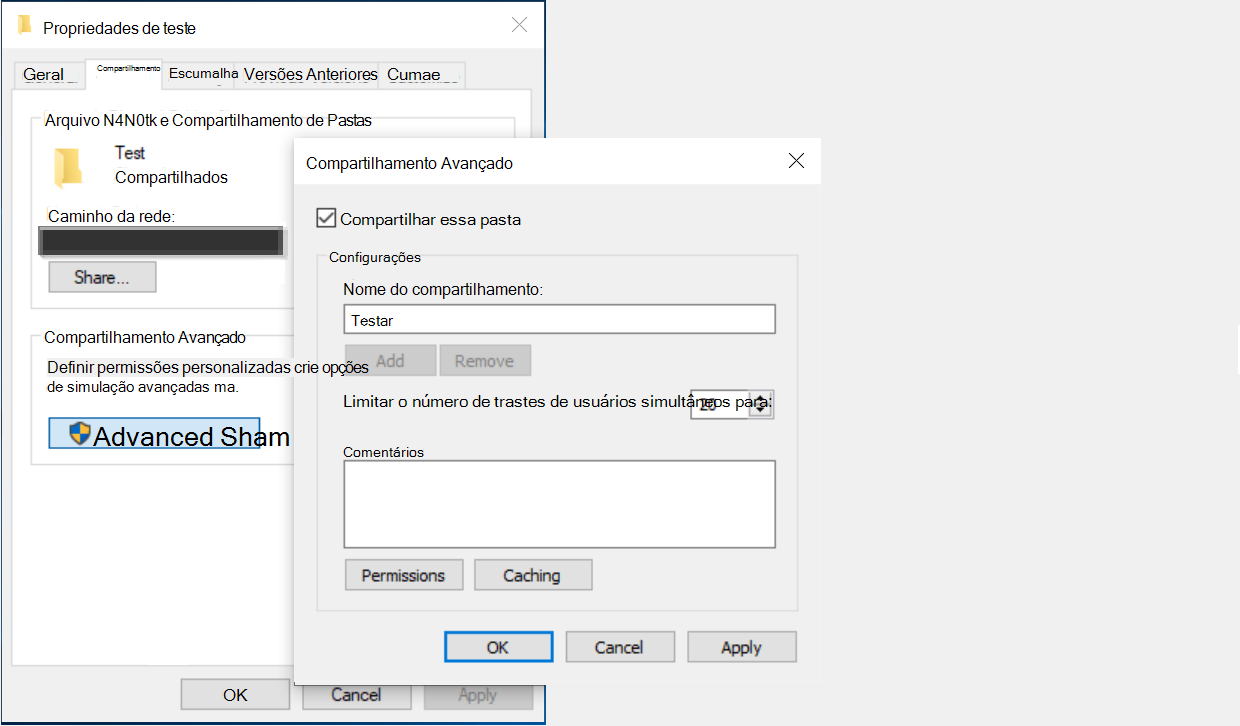 Propriedades de teste
Geral
Compartilhamento
Escumalha
Versões Anteriores
Cumae
Arquivo N4N0tk e Compartilhamento de Pastas
Test
Compartilhados
Caminho da rede:
Share...
Compartilhamento Avançado
Definir permissões personalizadas crie opções
de simulação avançadas ma.
Advanced Sham
OK
Cancel
Apply
Compartilhamento Avançado
Compartilhar essa pasta
Configurações
Nome do compartilhamento:
Testar
Add
Remove
Limitar o número de trastes de usuários simultâneos para:
20
Comentários
Permissions
Caching
OK
Cancel
Apply